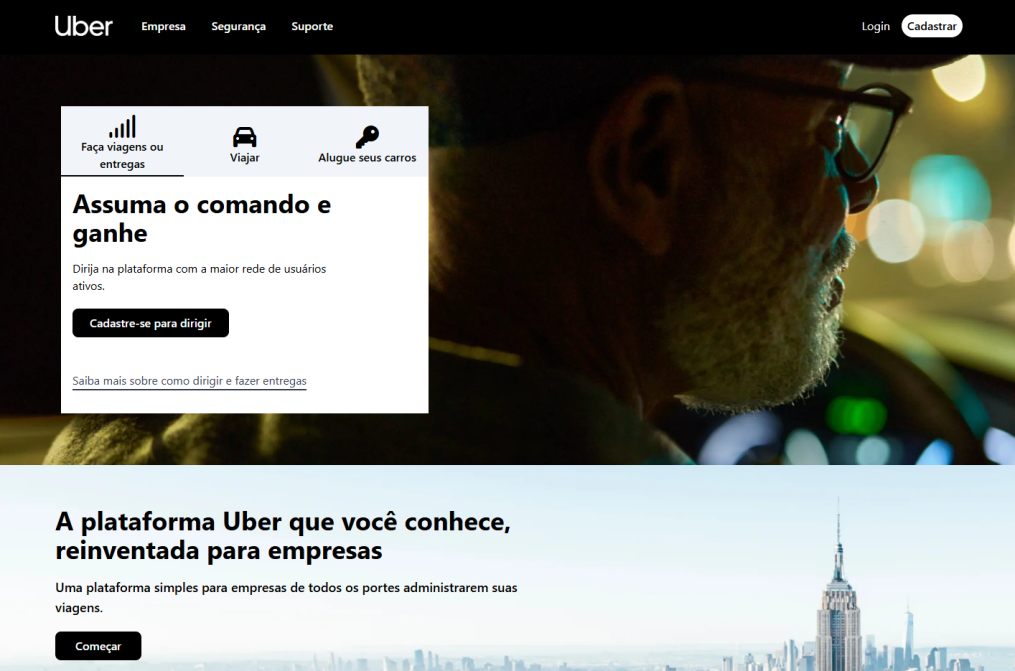 Uber
Empresa
Segurança
Suporte
Login
Cadastrar
Faça viagens ou
entregas
Viajar
Alugue seus carros
Assuma o comando e
ganhe
Dirija na plataforma com a maior rede de usuários
ativos.
Cadastre-se para dirigir
Saiba mais sobre como dirigir e fazer entregas
A plataforma Uber que você conhece,
reinventada para empresas
Uma plataforma simples para empresas de todos os portes administrarem suas
viagens.
Começar